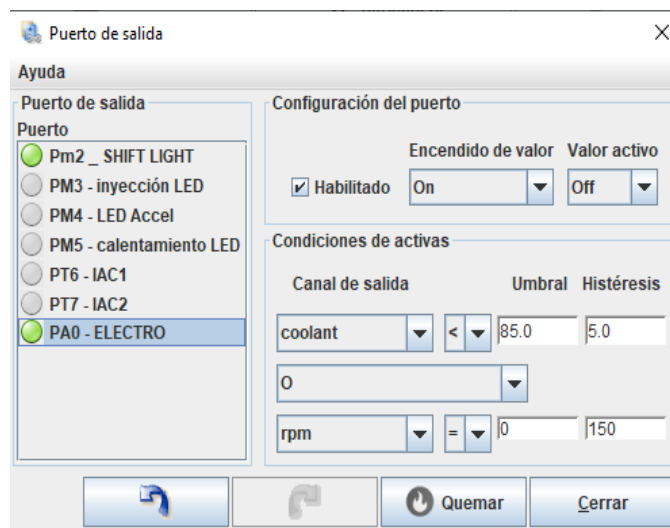 Puerto de salida
Ayuda
Puerto de salida
Puerto
Pm2 _ SHIFT LIGHT
PM3 - inyección LED
PM4 - LED Accel
PM5 - calentamiento LED
PT6 - IAC1
PT7 - IAC2
PA0 - ELECTRO
Configuración del puerto
Encendido de valor Valor activo
Habilitado On Off
Condiciones de activas
Canal de salida Umbral Histéresis
coolant < 85.0 5.0
O
rpm = 0 150
Quemar Cerrar